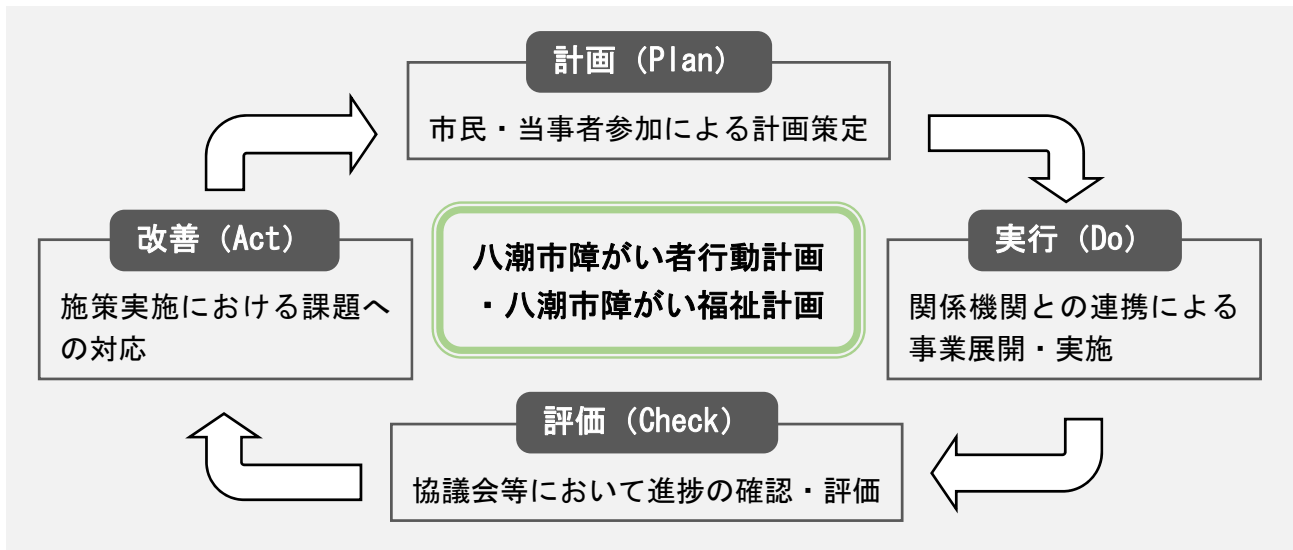 計画（Plan）
市民・当事者参加による計画策定
改善（Act）
施策実施における課題へ
の対応
八潮市障がい者行動計画
・八潮市障がい福祉計画
実行（Do）
関係機関との連携による
事業展開・実施
評価（Check）
協議会等において進捗の確認・評価